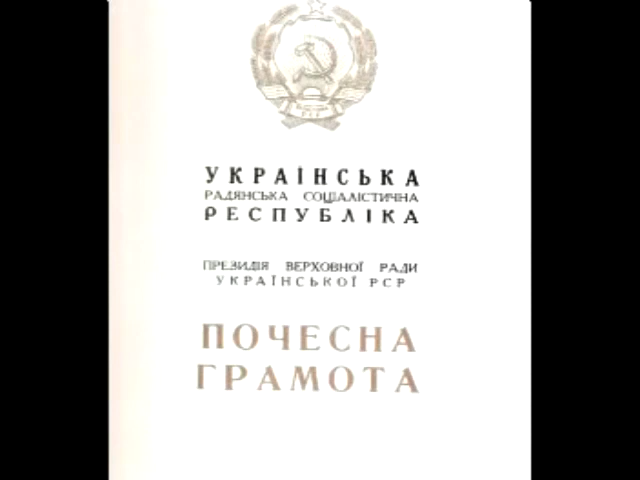 УКРАЇНСЬКА
РАДЯНСЬКА СОЦІАЛІСТИЧНА
РЕСПУБЛІКА
ПРЕЗИДІЯ ВЕРХОВНОЇ РАДИ
УКРАЇНСЬКОЇ РСР
ПОЧЕСНА
ГРАМОТА